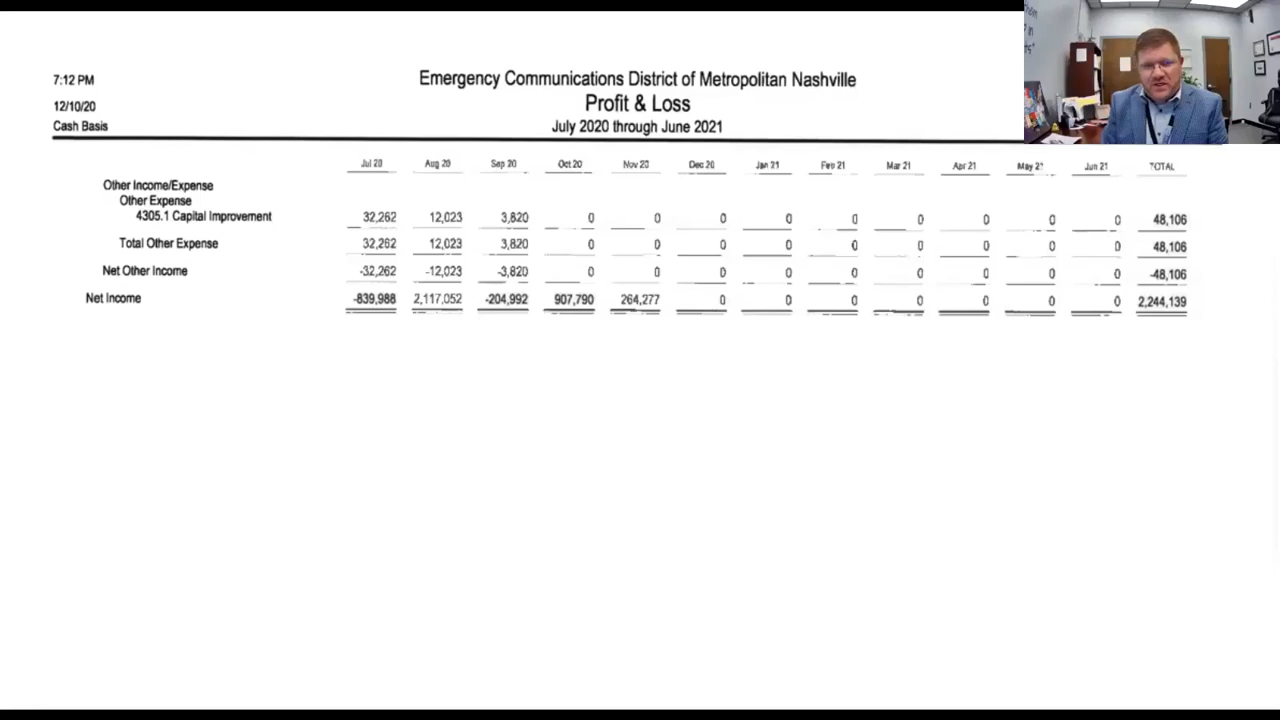 7:12 PM
12/10/20
Cash Basis
Emergency Communications District of Metropolitan Nashville
Profit & Loss
July 2020 through June 2021
Jul 20 Aug 20 Sep 20 Oct 20 Nov 20 Dec 20 Jan 21 Feb 21 Mar 21 Apr 21 May 21 Jun 21 TOTAL
Other Income/Expense
Other Expense
4305.1 Capital Improvement 32,262 12,023 3,820 0 0 0 0 0 0 0 0 0 48,106
Total Other Expense 32,262 12,023 3,820 0 0 0 0 0 0 0 0 0 48,106
Net Other Income -32,262 -12,023 -3,820 0 0 0 0 0 0 0 0 0 -48,106
Net Income -839,988 2,117,052 -204,992 907,790 264,277 0 0 0 0 0 0 0 2,244,139